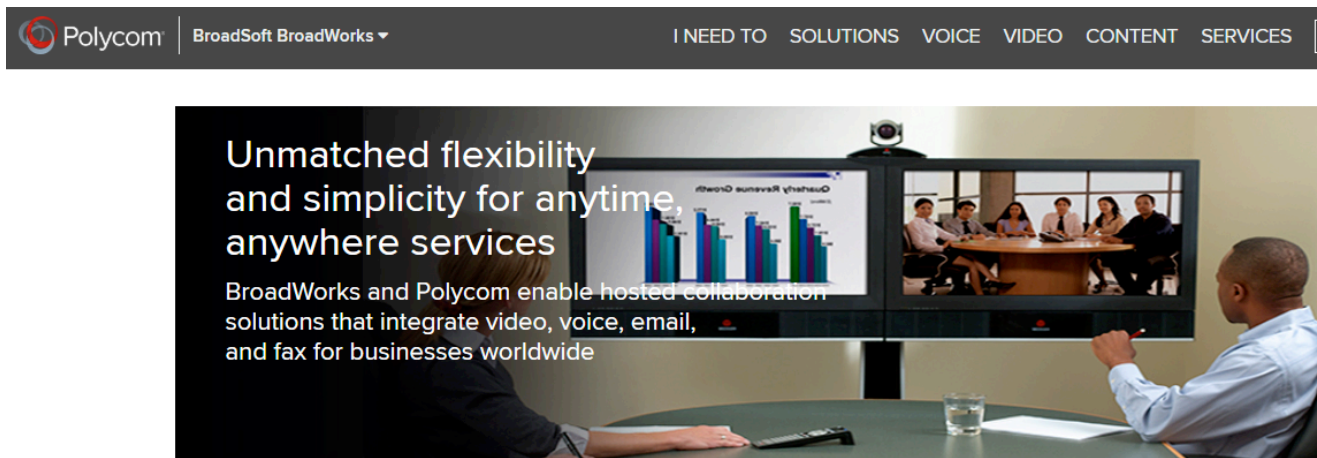 Polycom
BroadSoft BroadWorks
I NEED TO SOLUTIONS VOICE VIDEO CONTENT SERVICES
Unmatched flexibility
and simplicity for anytime,
anywhere services
BroadWorks and Polycom enable hosted collaboration
solutions that integrate video, voice, email,
and fax for businesses worldwide
Quarterly Revenue Growth